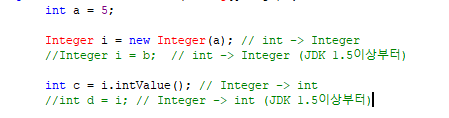 int a = 5;
Integer i = new Integer(a); // int -> Integer
//Integer i = b;  // int -> Integer (JDK 1.5이상부터)
int c = i.intValue(); // Integer -> int
//int d = i; // Integer -> int (JDK 1.5이상부터)